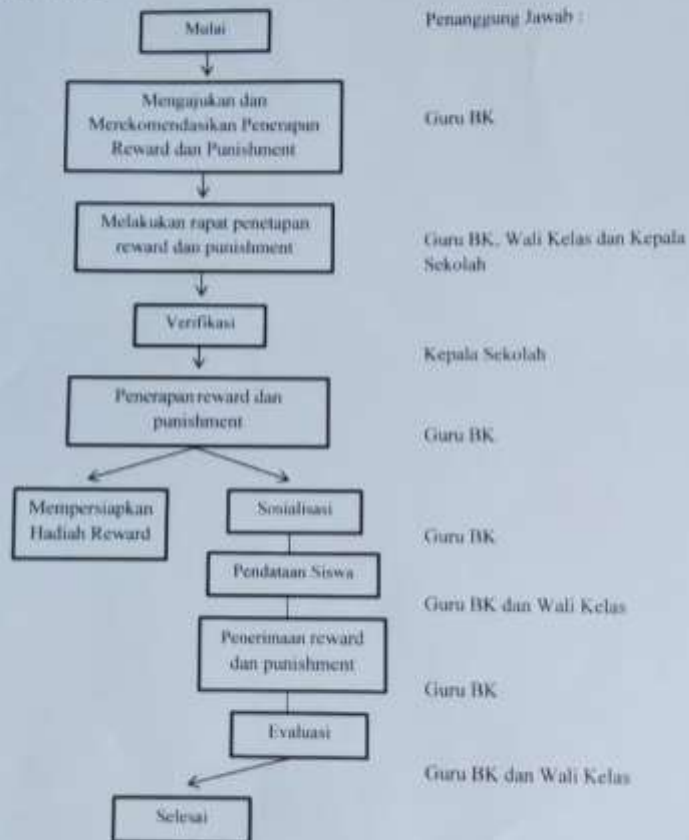 Mulai
Penanggung Jawab :
Mengajukan dan
Merekomendasikan Penerapan
Reward dan Punishment
Guru BK
Melakukan rapat penetapan
reward dan punishment
Guru BK, Wali Kelas dan Kepala
Sekolah
Verifikasi
Kepala Sekolah
Penerapan reward dan
punishment
Guru BK
Mempersiapkan
Hadiah Reward
Sosialisasi
Guru BK
Pendataan Siswa
Guru BK dan Wali Kelas
Penerimaan reward
dan punishment
Guru BK
Evaluasi
Guru BK dan Wali Kelas
Selesai